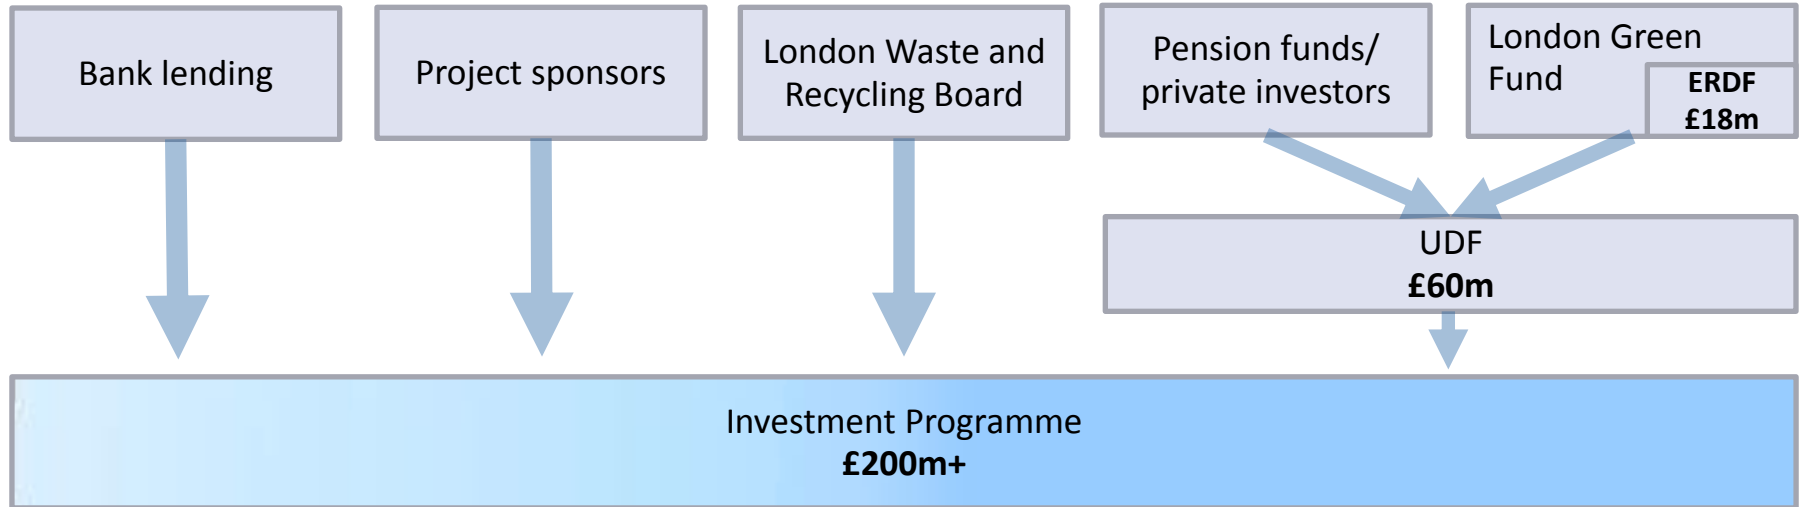 Bank lending
Project sponsors
London Waste and
Recycling Board
Pension funds/
private investors
London Green
Fund
ERDF
£18m
UDF
£60m
Investment Programme
£200m+